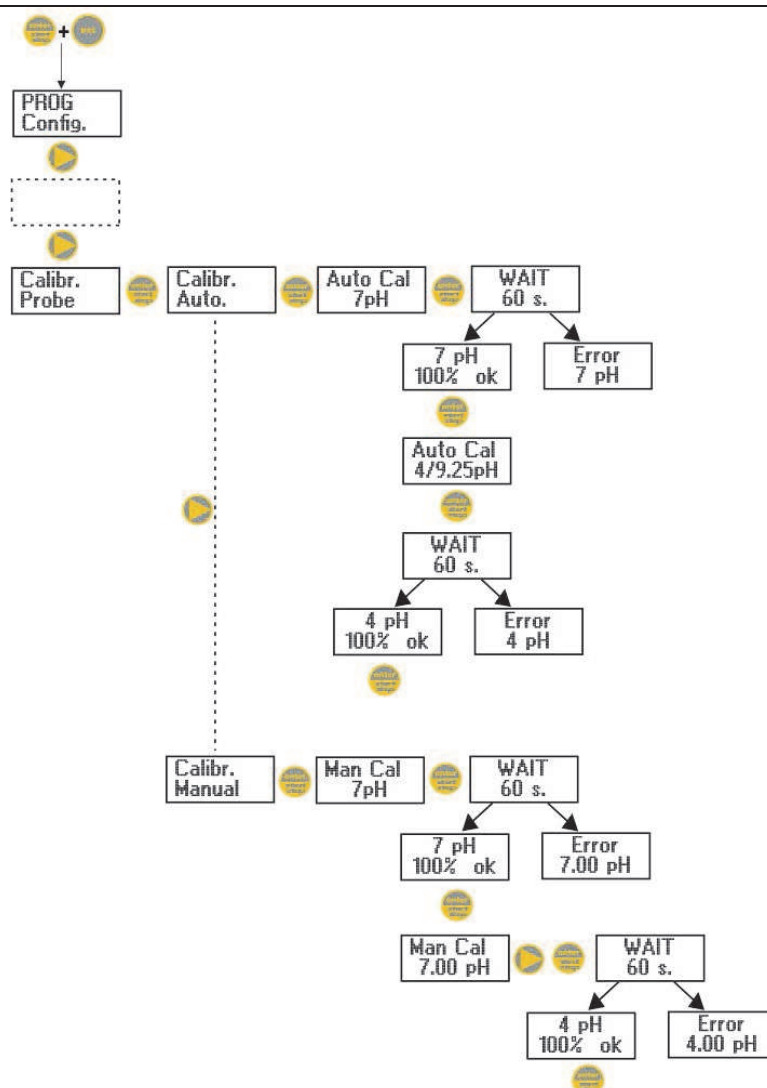 +
PROG
Config.
Calibr.
Probe
Calibr.
Auto.
Auto Cal
7pH
WAIT
60 s.
7 pH
100% ok
Error
7 pH
Auto Cal
4/9.25pH
WAIT
60 s.
4 pH
100% ok
Error
4 pH
Calibr.
Manual
Man Cal
7pH
WAIT
60 s.
7 pH
100% ok
Error
7.00 pH
Man Cal
7.00 pH
WAIT
60 s.
4 pH
100% ok
Error
4.00 pH